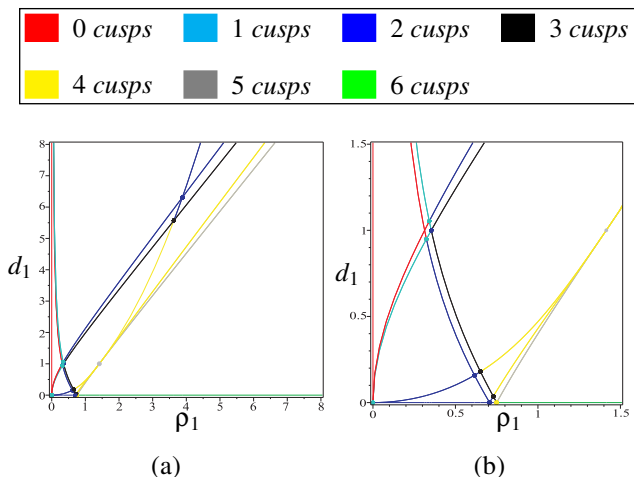 0 cusps 1 cusps 2 cusps 3 cusps
4 cusps 5 cusps 6 cusps
8
7
6
5
d1 4
3
2
1
0
0 1 2 3 4 5 6 7 8
ρ1
(a)
1.5
1
d1
0.5
0
0 0.5 1 1.5
ρ1
(b)